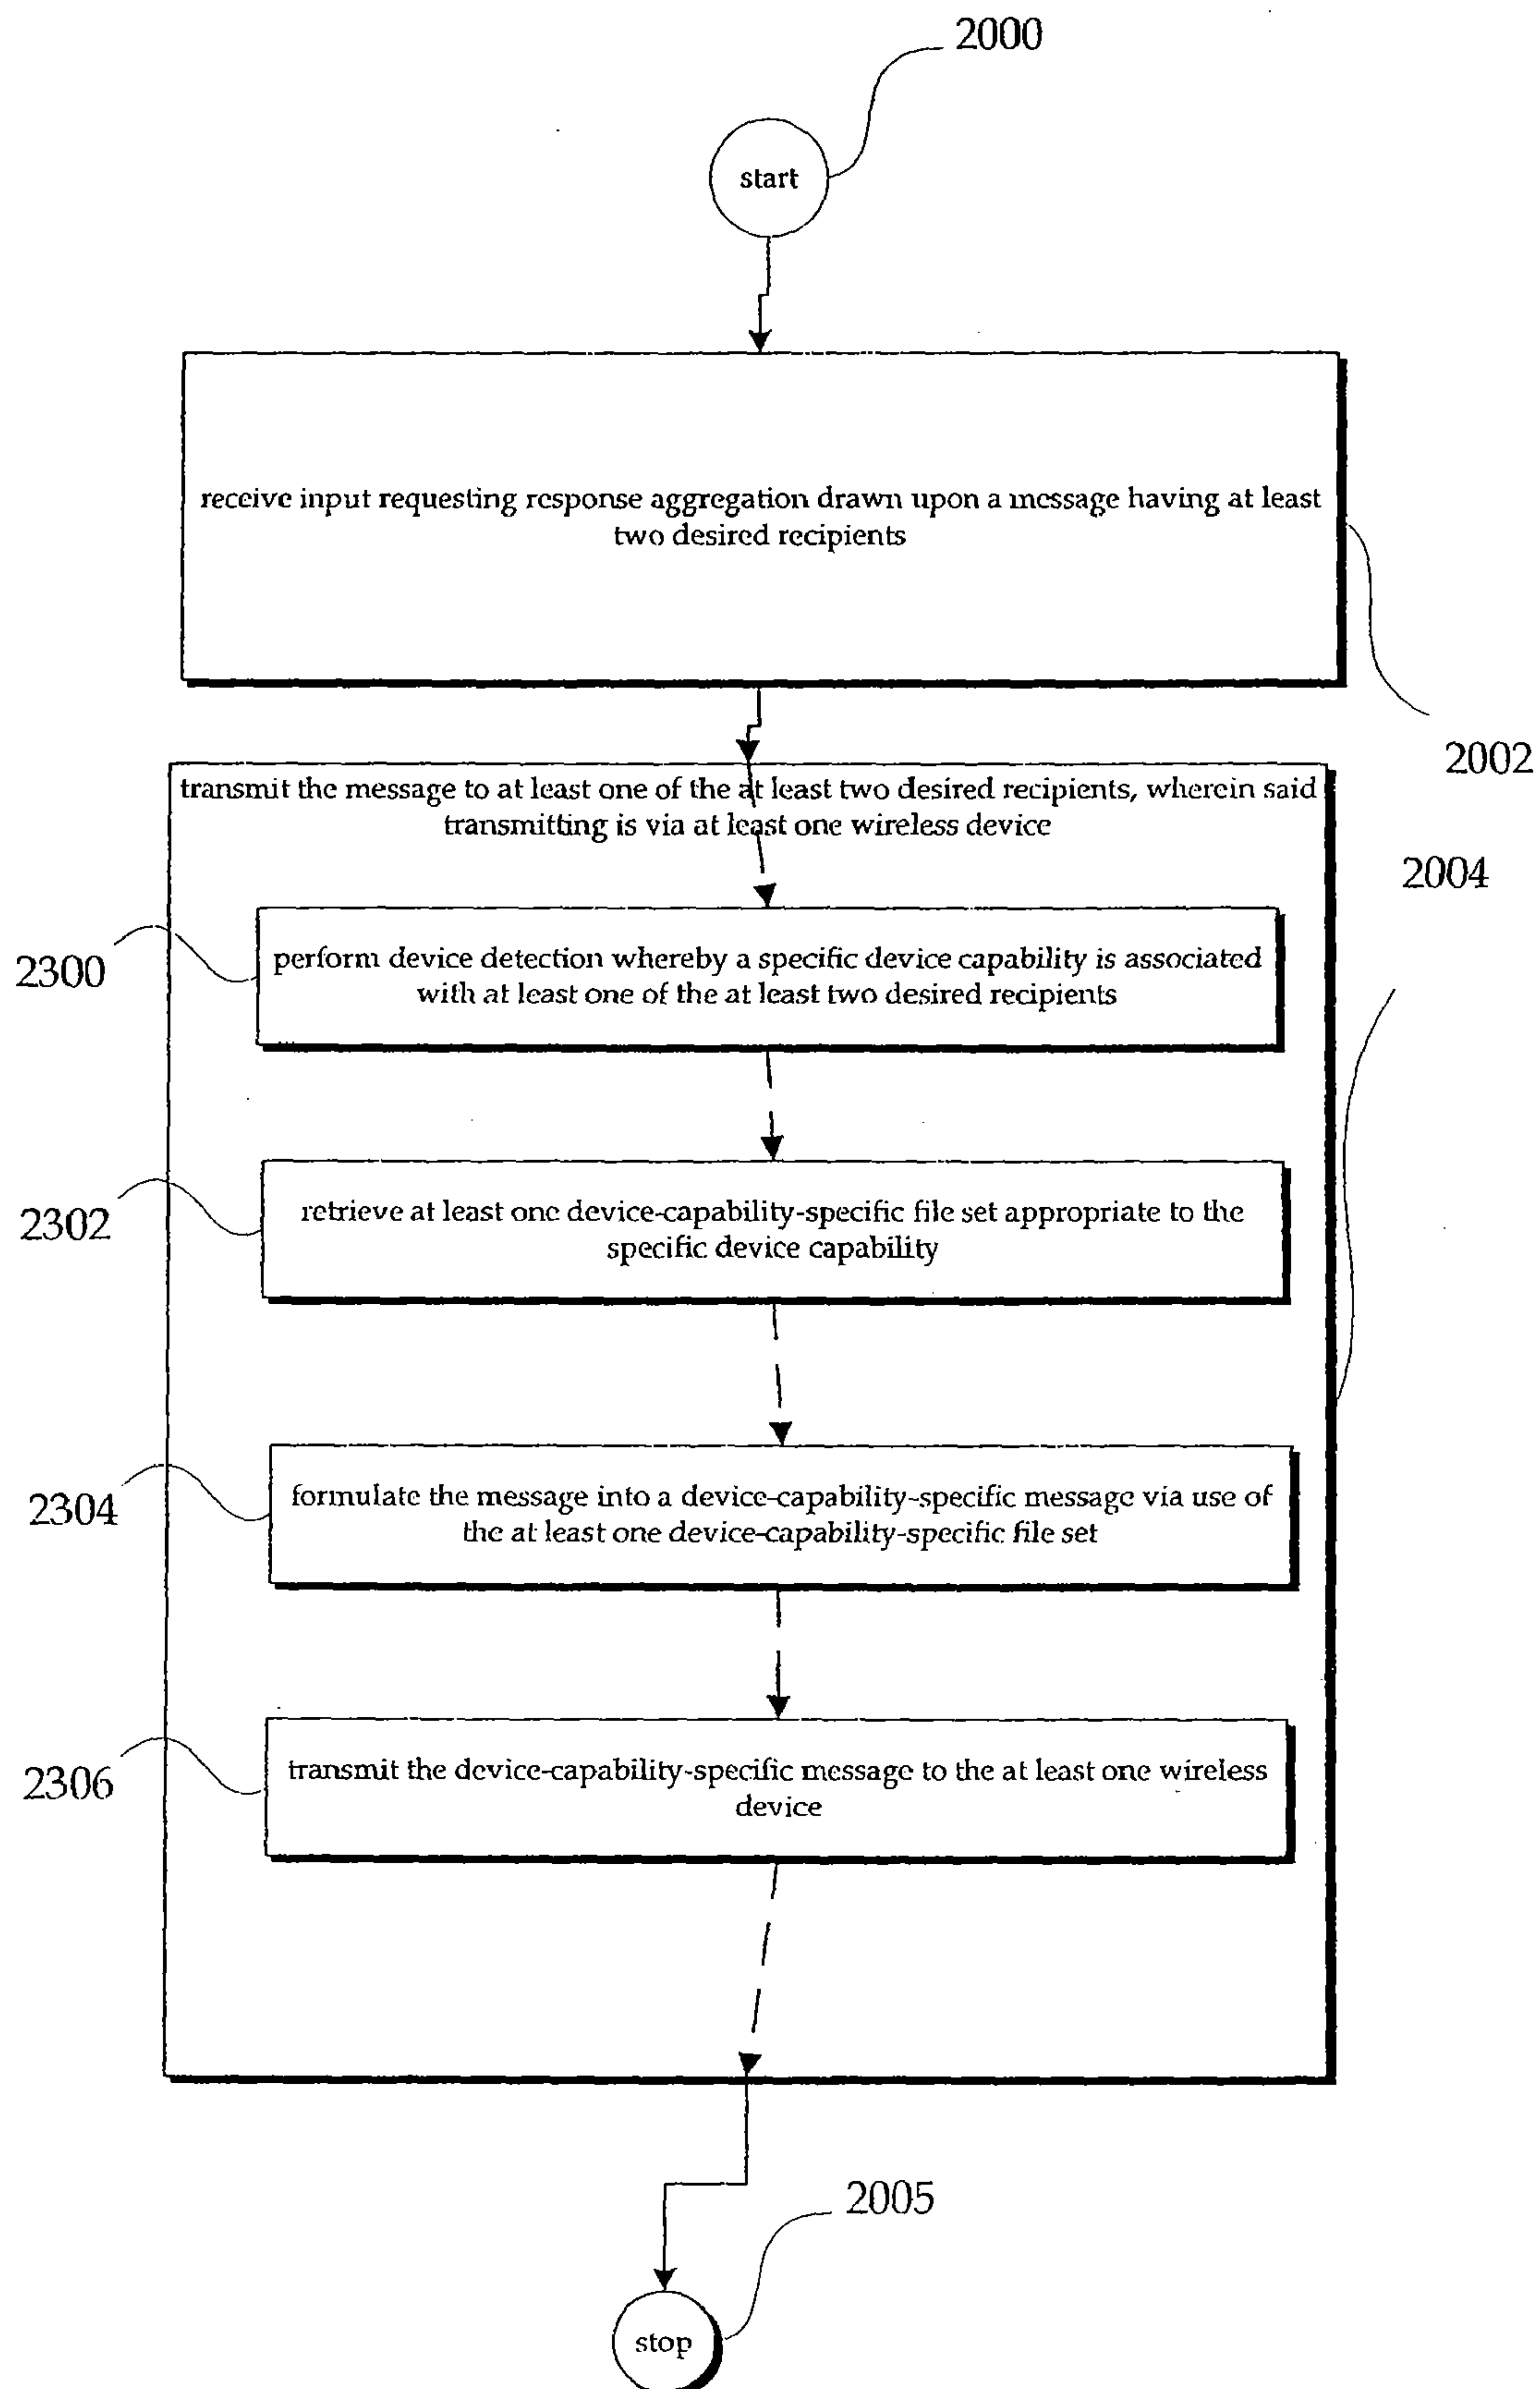 2000
start
receive input requesting response aggregation drawn upon a message having at least
two desired recipients
2002
transmit the message to at least one of the at least two desired recipients, wherein said
transmitting is via at least one wireless device
2004
2300
perform device detection whereby a specific device capability is associated
with at least one of the at least two desired recipients
2302
retrieve at least one device-capability-specific file set appropriate to the
specific device capability
2304
formulate the message into a device-capability-specific message via use of
the at least one device-capability-specific file set
2306
transmit the device-capability-specific message to the at least one wireless
device
2005
stop